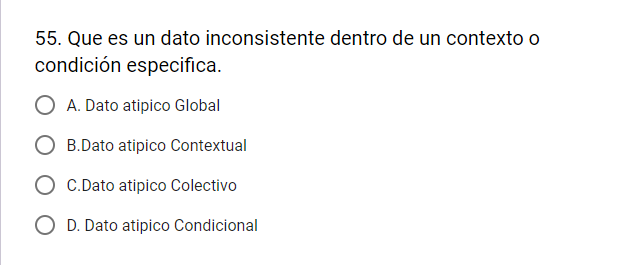 55. Que es un dato inconsistente dentro de un contexto o
condición especifica.
A. Dato atipico Global
B.Dato atipico Contextual
C.Dato atipico Colectivo
D. Dato atipico Condicional